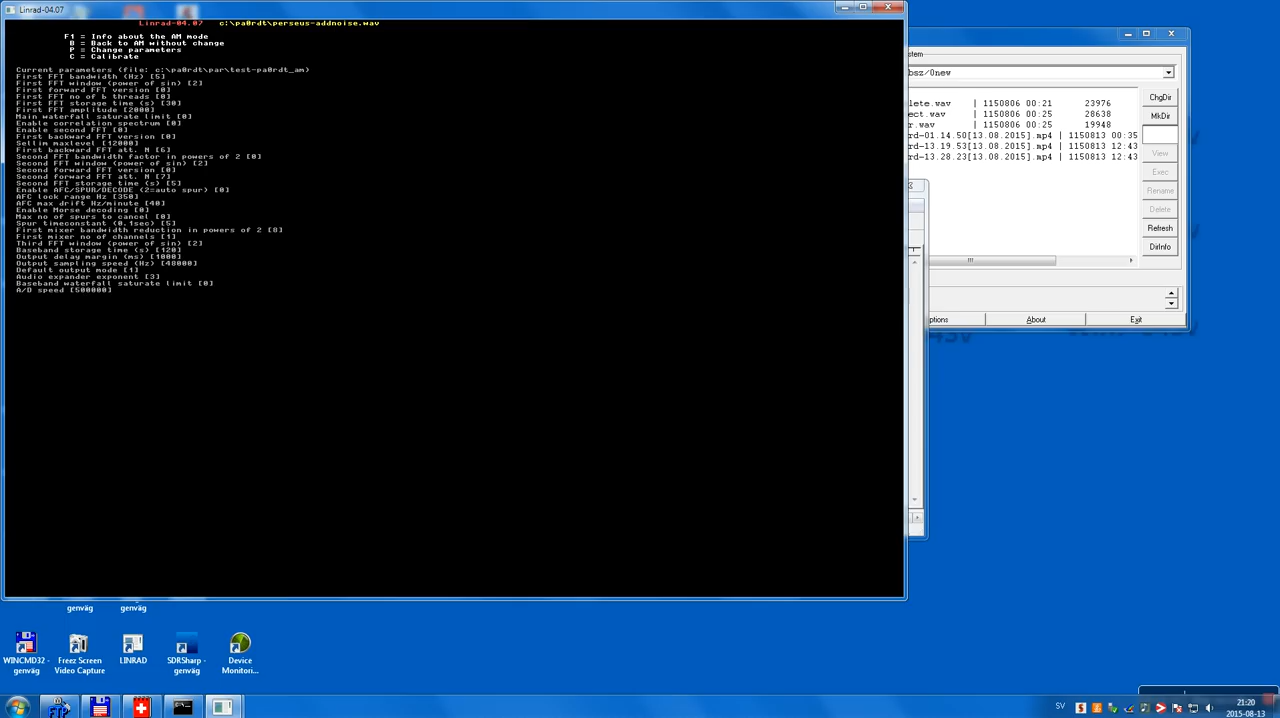 Linrad-04.07
Linrad-04.07 c:\pa0rdt\perseus-addnoise.wav
F1 = Info about the AM mode
B = Back to AM without change
P = Change parameters
C = Calibrate
Current parameters (file: c:\pa0rdt\par\test-pa0rdt_am)
First FFT bandwidth (Hz) [5]
First FFT window (power of sin) [2]
First forward FFT version [0]
First FFT no of b threads [0]
First FFT storage time (s) [30]
First FFT amplitude [2000]
Main waterfall saturate limit [0]
Enable correlation spectrum [0]
Enable second FFT [0]
First backward FFT version [0]
Sellim maxlevel [12000]
First backward FFT att. N [6]
Second FFT bandwidth factor in powers of 2 [0]
Second FFT window (power of sin) [2]
Second forward FFT version [0]
Second forward FFT att. N [7]
Second FFT storage time (s) [5]
Enable AFC/SPUR/DECODE (2=auto spur) [0]
AFC lock range Hz [350]
AFC max drift Hz/minute [40]
Enable Morse decoding [0]
Max no of spurs to cancel [0]
Spur timeconstant (0.1sec) [5]
First mixer bandwidth reduction in powers of 2 [8]
First mixer no of channels [1]
Third FFT window (power of sin) [2]
Baseband storage time (s) [120]
Output delay margin (ms) [1000]
Output sampling speed (Hz) [48000]
Default output mode [1]
Audio expander exponent [3]
Baseband waterfall saturate limit [0]
A/D speed [500000]
stem
bsz/0new
lete.wav | 1150806 00:21 23976
ect.wav | 1150806 00:25 28638
r.wav | 1150806 00:25 19948
rd-01.14.50[13.08.2015].mp4 | 1150813 00:35
rd-13.19.53[13.08.2015].mp4 | 1150813 12:43
rd-13.28.23[13.08.2015].mp4 | 1150813 12:43
ChgDir
MkDir
View
Exec
Rename
Delete
Refresh
DirInfo
ptions
About
Exit
genväg
genväg
WINCMD32 - genväg
Freez Screen Video Capture
LINRAD
SDRSharp - genväg
Device Monitori...
FTP
SV
21:20
2015-08-13